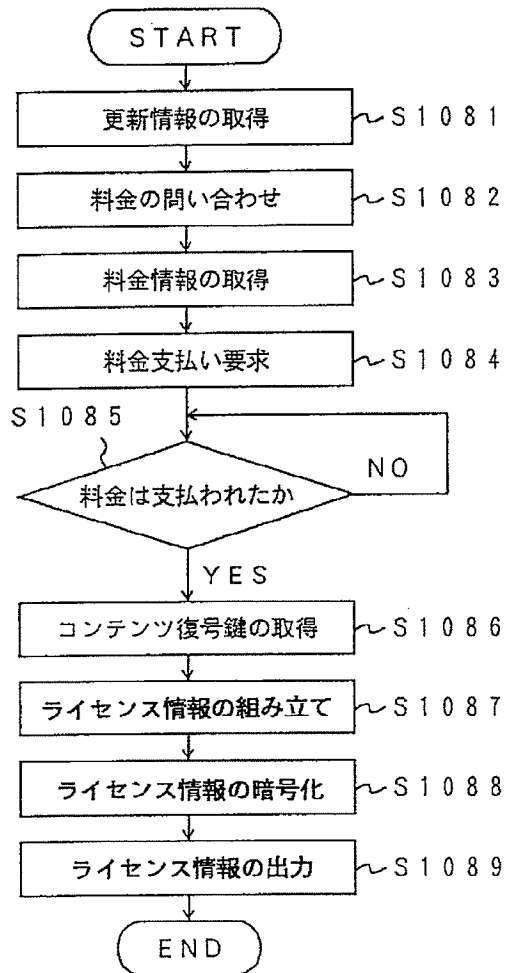 START
更新情報の取得 S1081
料金の問い合わせ S1082
料金情報の取得 S1083
料金支払い要求 S1084
S1085
料金は支払われたか NO
YES
コンテンツ復号鍵の取得 S1086
ライセンス情報の組み立て S1087
ライセンス情報の暗号化 S1088
ライセンス情報の出力 S1089
END